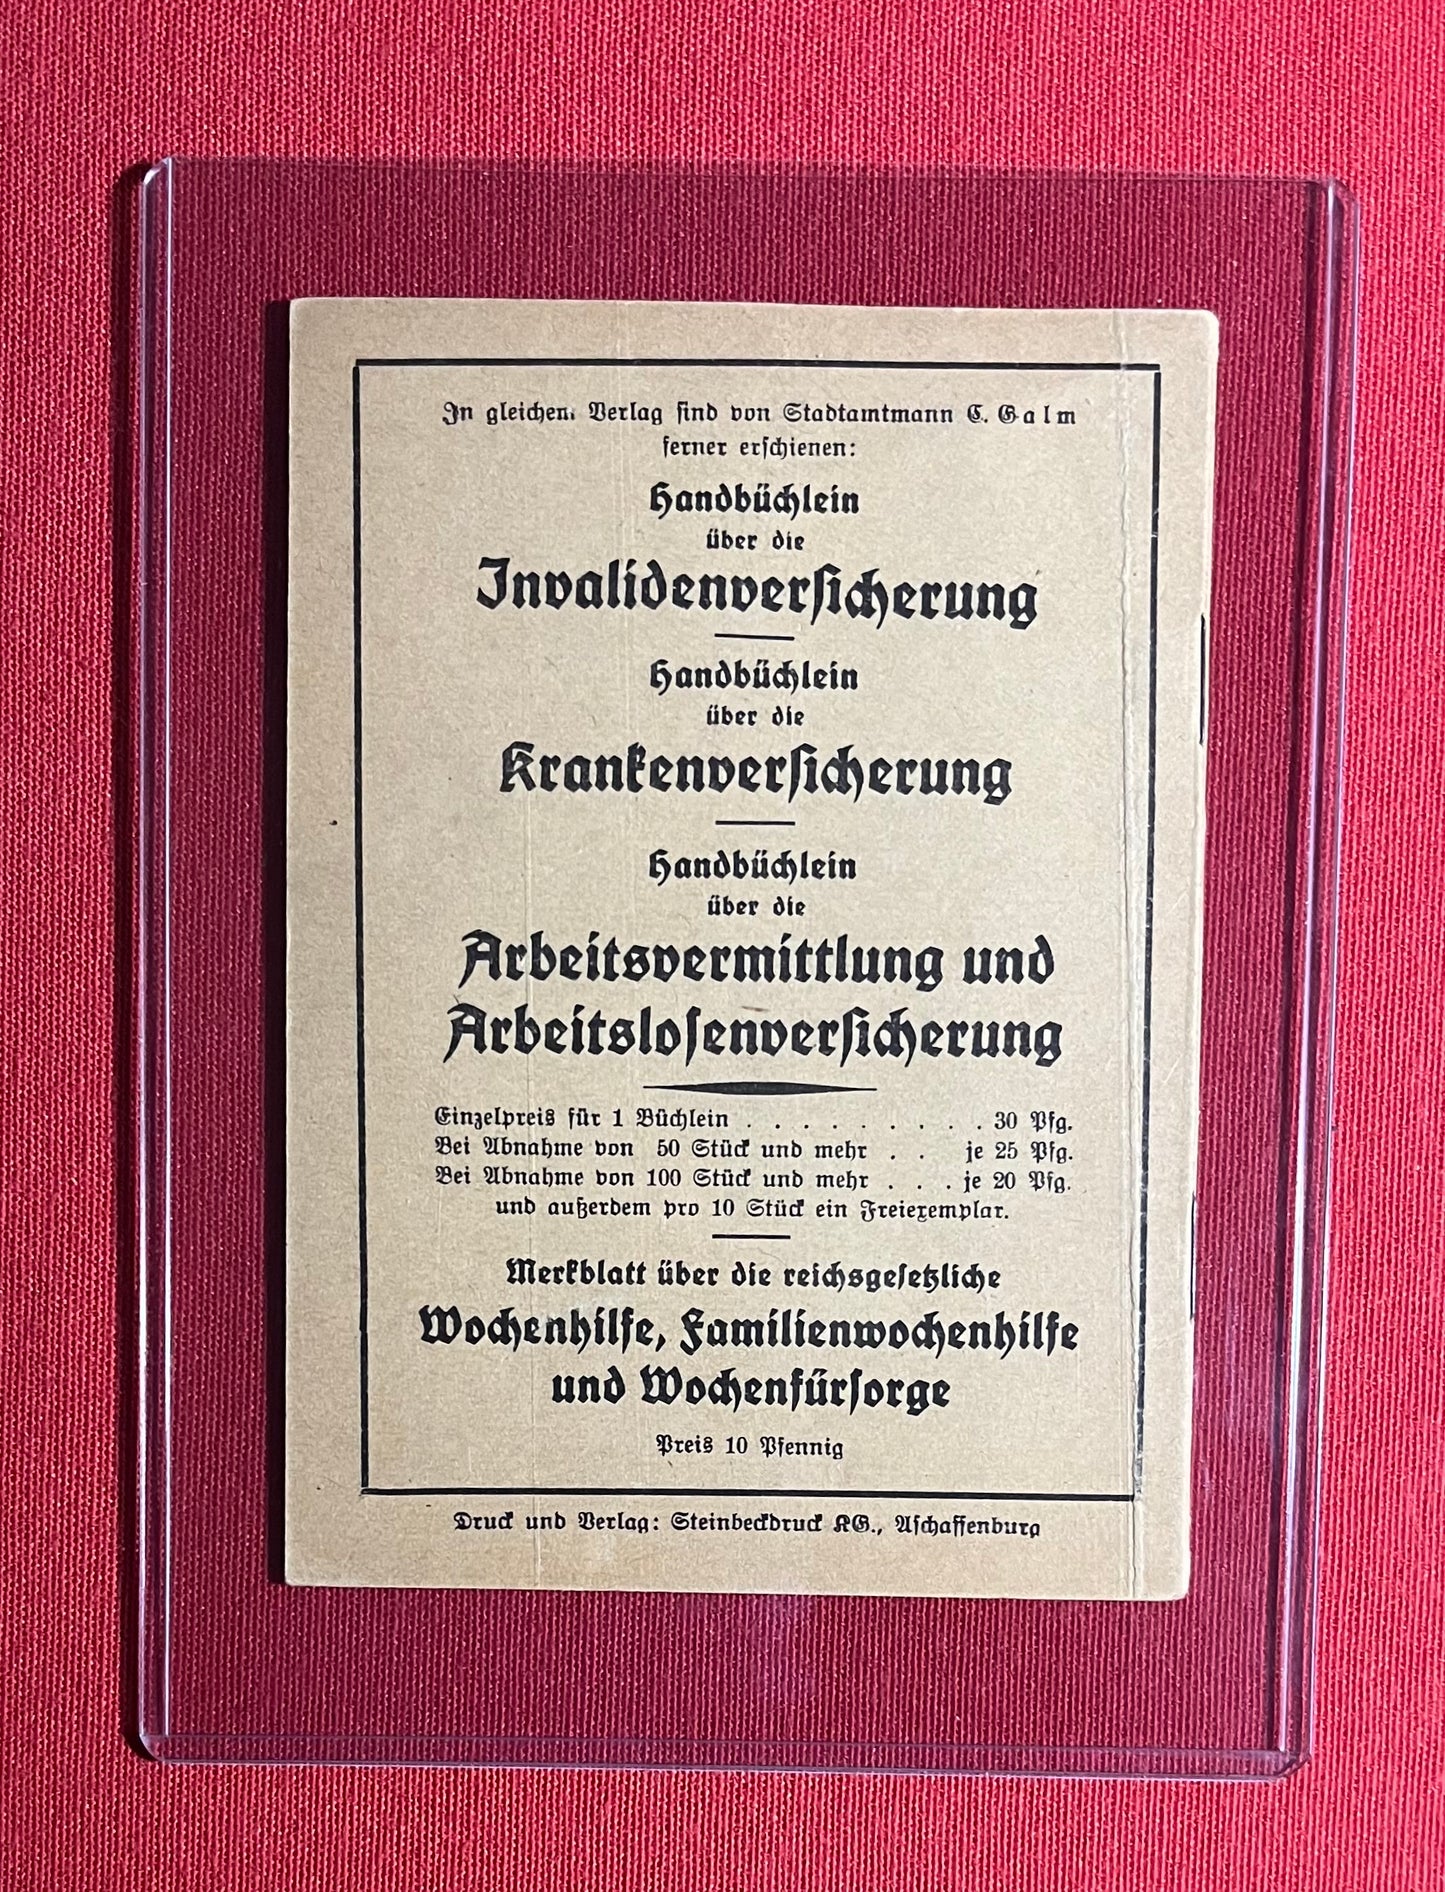 In gleichem Verlag sind von Stadtamtmann C. Galm
ferner erschienen:
Handbüchlein
über die
Invalidenversicherung
Handbüchlein
über die
Krankenversicherung
Handbüchlein
über die
Arbeitsvermittlung und
Arbeitslosenversicherung
Einzelpreis für 1 Büchlein . . . . . . . . . 30 Pfg.
Bei Abnahme von 50 Stück und mehr . . je 25 Pfg.
Bei Abnahme von 100 Stück und mehr . . . je 20 Pfg.
und außerdem pro 10 Stück ein Freiexemplar.
Merkblatt über die reichsgesetzliche
Wochenhilfe, Familienwochenhilfe
und Wochenfürsorge
Preis 10 Pfennig
Druck und Verlag: Steinbeckdruck KG., Aschaffenburg